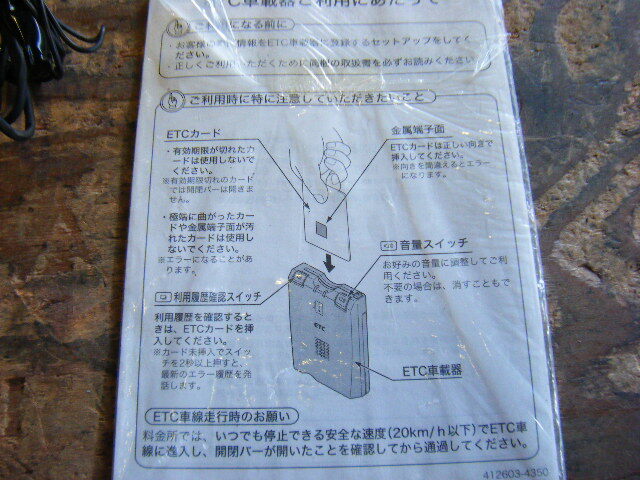 C車載器ご利用にあたって
ご利用になる前に
・お客様の車両情報をETC車載器に登録するセットアップをしてく
ださい。
・正しくご利用いただくために同梱の取扱書を必ずお読みください
ご利用時に特に注意していただきたいこと
ETCカード
・有効期限が切れたカ
ードは使用しないで
ください。
※有効期限切れのカード
では開閉バーは開きま
せん。
・極端に曲がったカー
ドや金属端子面が汚
れたカードは使用し
ないでください。
※エラーになることがあ
ります。
金属端子面
ETCカードは正しい向きで
挿入してください。
※向きを間違えるとエラー
になります。
音量スイッチ
お好みの音量に調整してご利
用ください。
不要の場合は、消すこともで
きます。
利用履歴確認スイッチ
利用履歴を確認すると
きは、ETCカードを挿
入してください。
※カード未挿入でスイッ
チを2秒以上押すと、
最新のエラー履歴を発
話します。
ETC
ETC車載器
ETC車線走行時のお願い
料金所では、いつでも停止できる安全な速度(20km/h以下)でETC車
線に進入し、開閉バーが開いたことを確認してから通過してください。
412603-4350